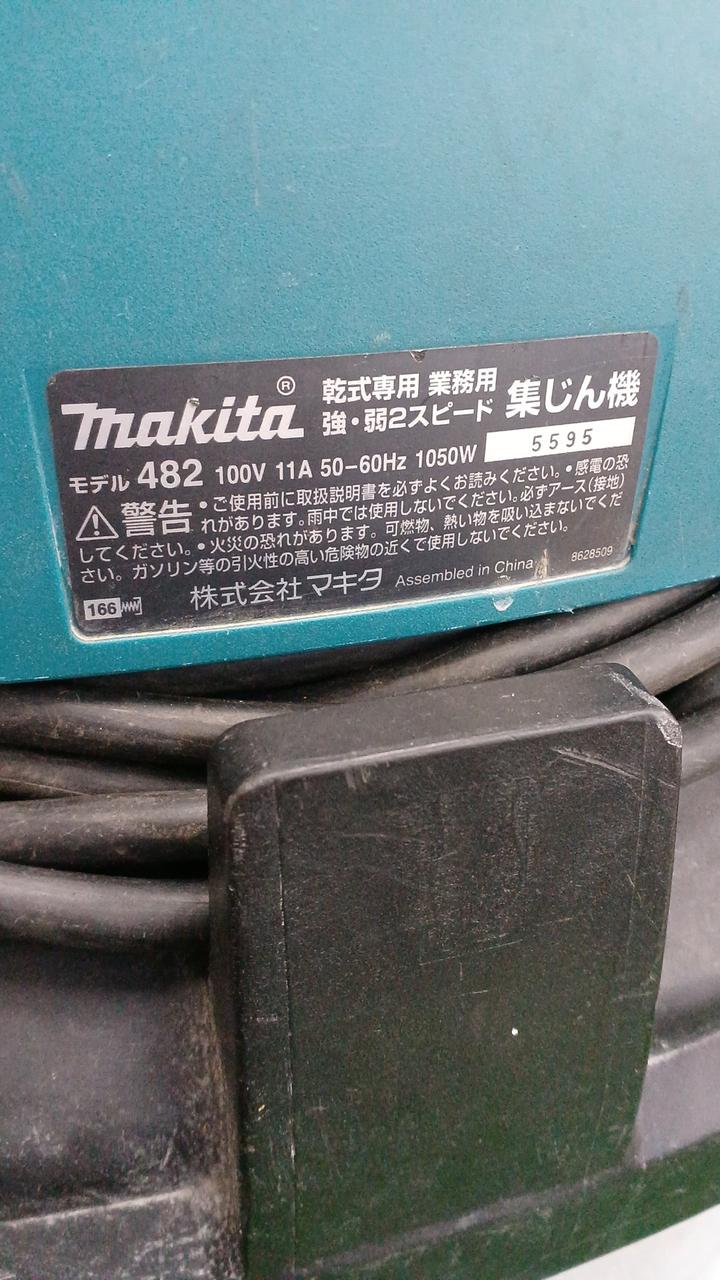 makita®
乾式専用 業務用
強・弱2スピード
集じん機
モデル 482 100V 11A 50-60Hz 1050W
5595
警告 •ご使用前に取扱説明書を必ずよくお読みください。•感電の恐
れがあります。雨中では使用しないでください。必ずアース(接地)
してください。•火災の恐れがあります。可燃物、熱い物を吸い込まないでくだ
さい。ガソリン等の引火性の高い危険物の近くで使用しないでください。
166 株式会社マキタ Assembled in China 8628509